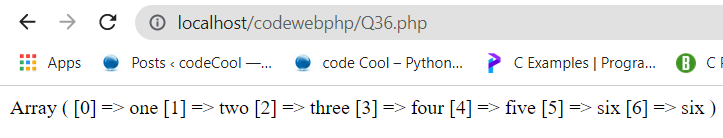 localhost/codewebphp/Q36.php
Apps Posts ‹ codeCool —... code Cool – Python... C Examples | Progra... C
Array ( [0] => one [1] => two [2] => three [3] => four [4] => five [5] => six [6] => six )